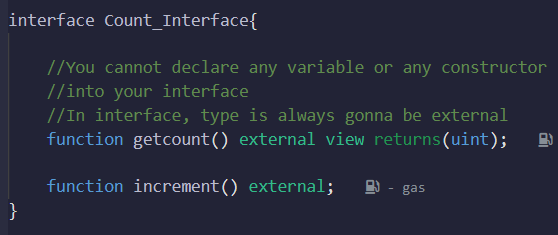 interface Count_Interface{
//You cannot declare any variable or any constructor
//into your interface
//In interface, type is always gonna be external
function getcount() external view returns(uint);
function increment() external; - gas
}